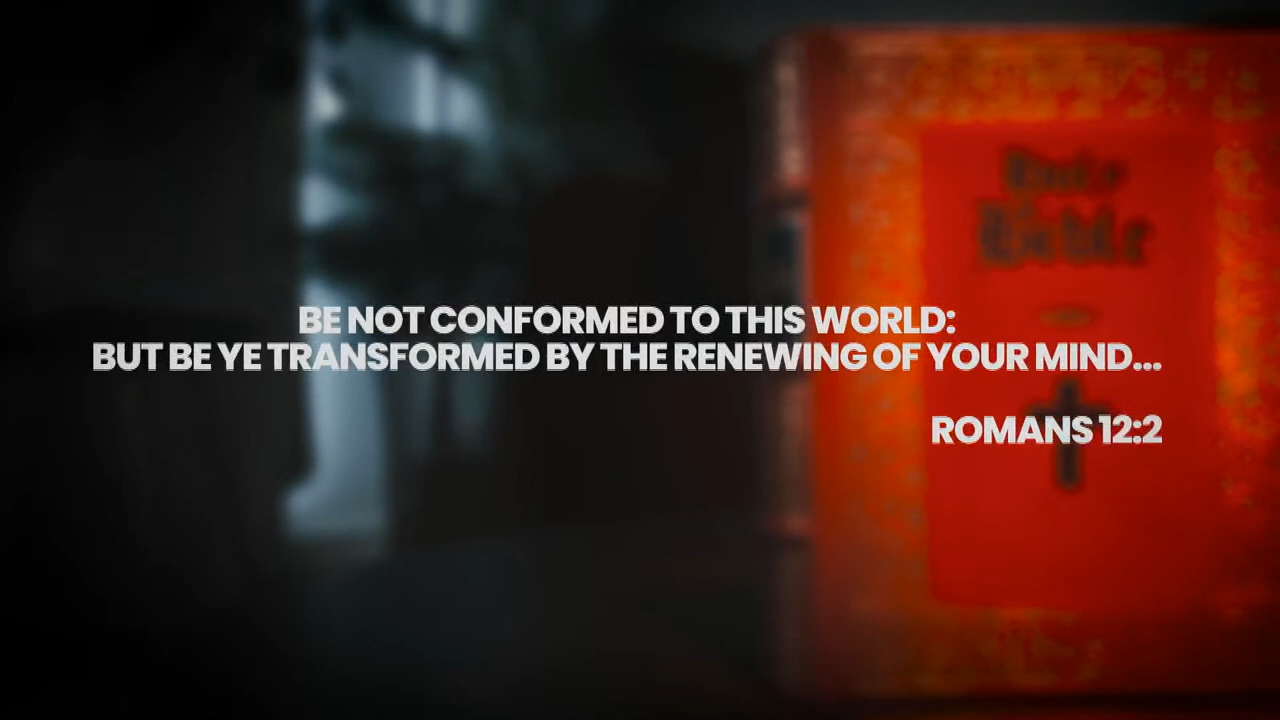 BE NOT CONFORMED TO THIS WORLD:
BUT BE YE TRANSFORMED BY THE RENEWING OF YOUR MIND...
ROMANS 12:2